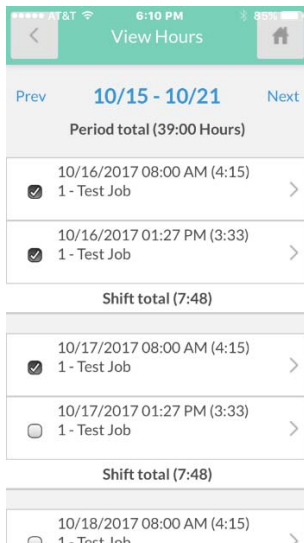 AT&T 6:10 PM 85%
View Hours
Prev 10/15 - 10/21 Next
Period total (39:00 Hours)
10/16/2017 08:00 AM (4:15)
1 - Test Job
10/16/2017 01:27 PM (3:33)
1 - Test Job
Shift total (7:48)
10/17/2017 08:00 AM (4:15)
1 - Test Job
10/17/2017 01:27 PM (3:33)
1 - Test Job
Shift total (7:48)
10/18/2017 08:00 AM (4:15)
1 - Test Job